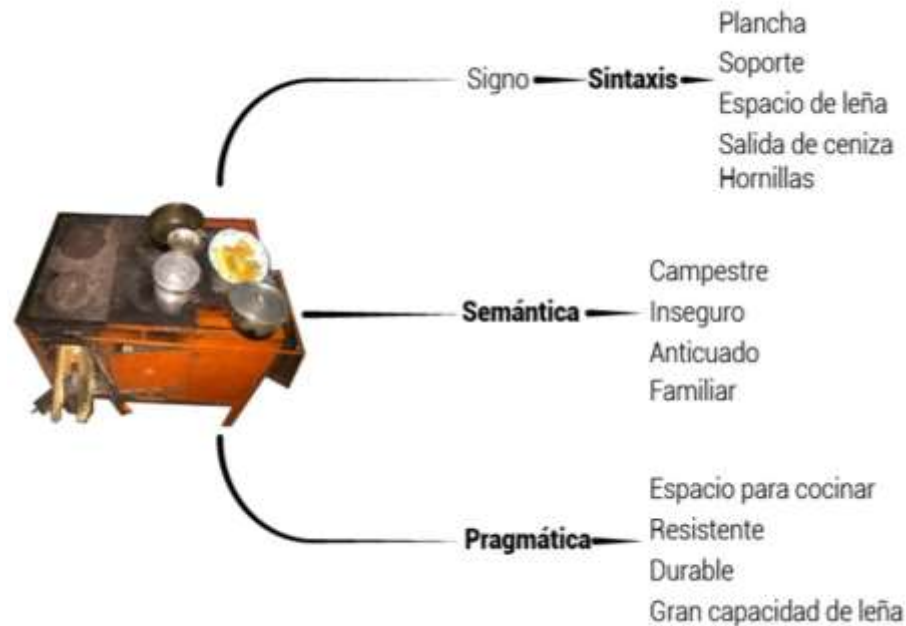 Signo Sintaxis
Plancha
Soporte
Espacio de leña
Salida de ceniza
Hornillas
Semántica
Campestre
Inseguro
Anticuado
Familiar
Pragmática
Espacio para cocinar
Resistente
Durable
Gran capacidad de leña